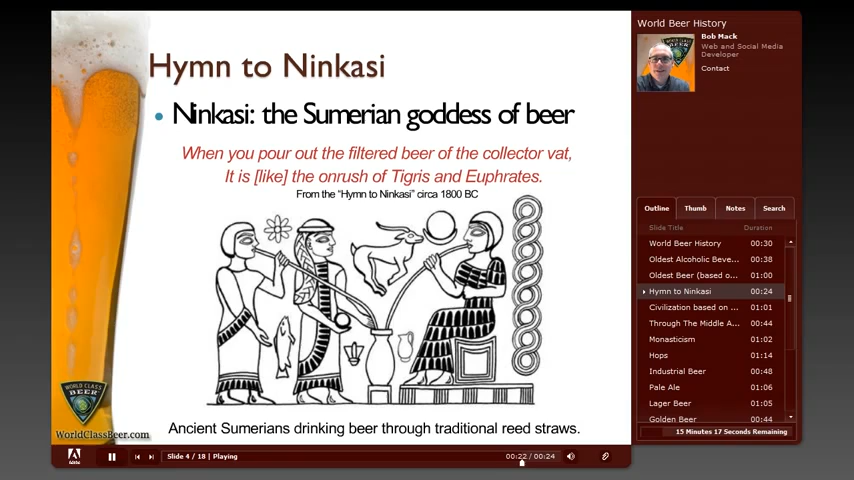 Hymn to Ninkasi
• Ninkasi: the Sumerian goddess of beer
When you pour out the filtered beer of the collector vat,
It is [like] the onrush of Tigris and Euphrates.
From the “Hymn to Ninkasi” circa 1800 BC
Ancient Sumerians drinking beer through traditional reed straws.
WORLD CLASS
BEER
WorldClassBeer.com
Adobe
Slide 4 / 18 | Playing
00:22 / 00:24
World Beer History
Bob Mack
Web and Social Media
Developer
Contact
Outline Thumb Notes Search
Slide Title Duration
World Beer History 00:30
Oldest Alcoholic Beve... 00:38
Oldest Beer (based o... 01:00
Hymn to Ninkasi 00:24
Civilization based on ... 01:01
Through The Middle A... 00:44
Monasticism 01:02
Hops 01:14
Industrial Beer 00:48
Pale Ale 01:06
Lager Beer 01:05
Golden Beer 00:44
15 Minutes 17 Seconds Remaining